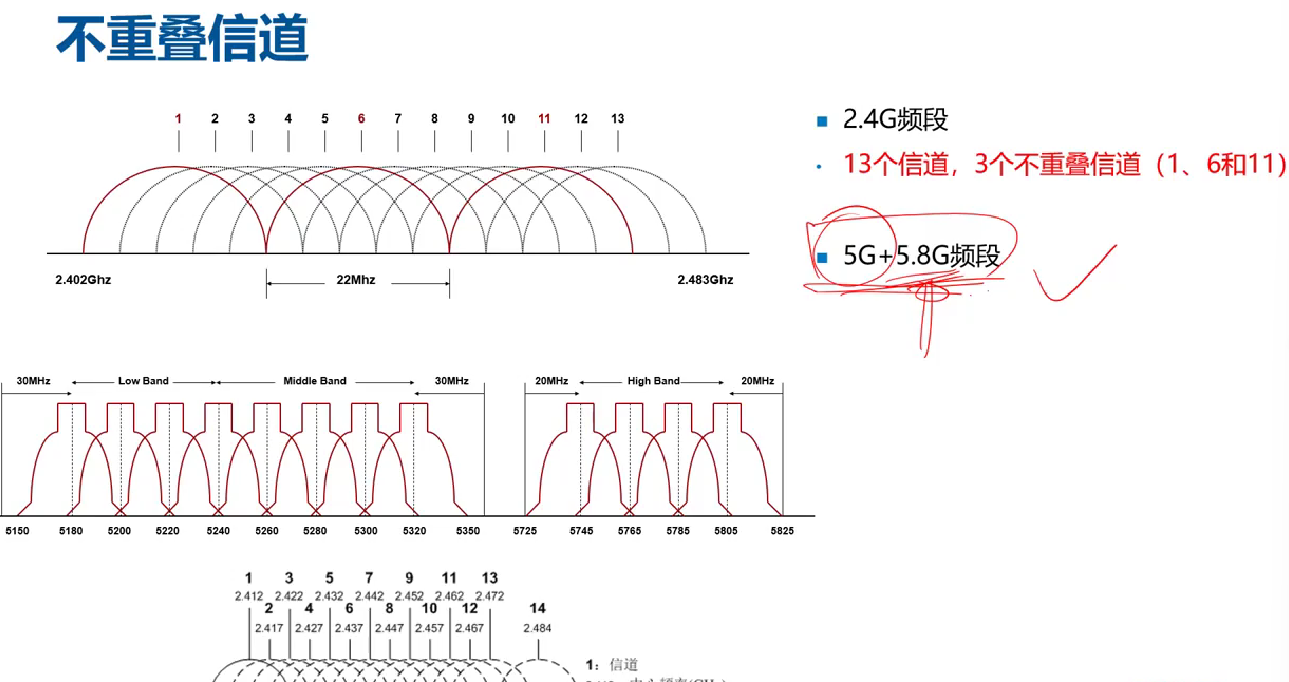 不重叠信道
1 2 3 4 5 6 7 8 9 10 11 12 13
2.402Ghz 22Mhz 2.483Ghz
2.4G频段
13个信道，3个不重叠信道（1、6和11）
5G+5.8G频段
30MHz Low Band Middle Band 30MHz 20MHz High Band 20MHz
5150 5180 5200 5220 5240 5260 5280 5300 5320 5350 5725 5745 5765 5785 5805 5825
1 3 5 7 9 11 13
2.412 2.422 2.432 2.442 2.452 2.462 2.472
2 4 6 8 10 12 14
2.417 2.427 2.437 2.447 2.457 2.467 2.484
1：信道